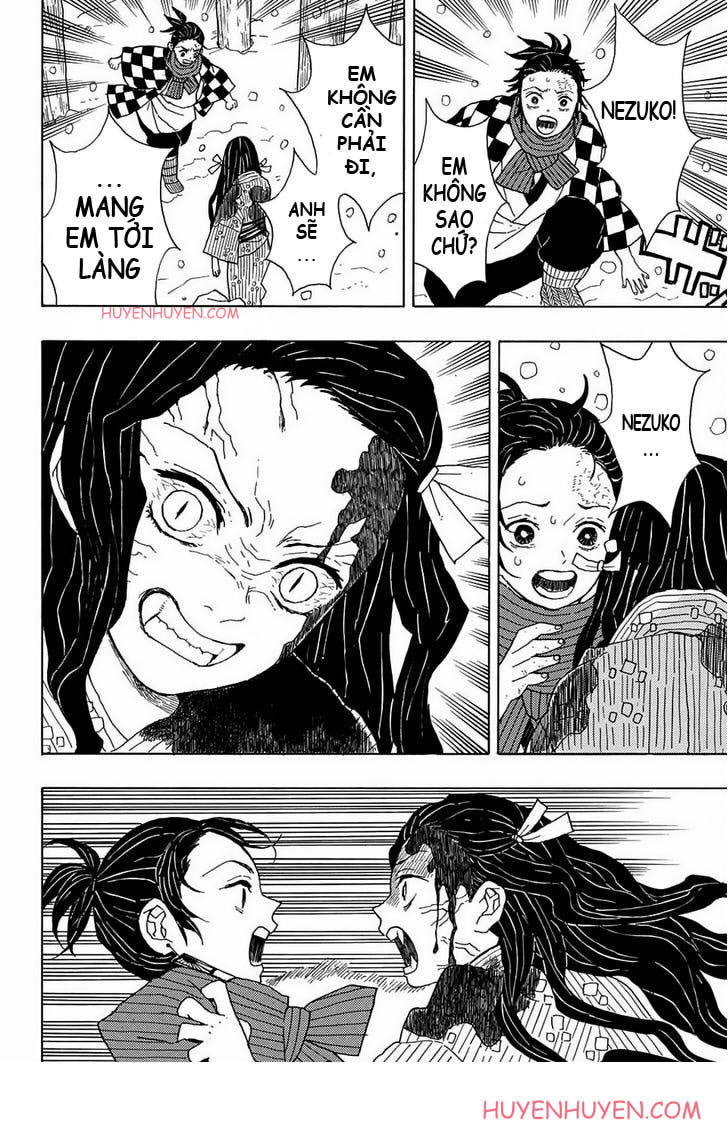 NEZUKO!
EM
KHÔNG
SAO
CHỨ?
EM
KHÔNG
CẦN
PHẢI
ĐI,
ANH
SẼ
...
...
MANG
EM TỚI
LÀNG
HUYENHUYEN.COM
NEZUKO
...
HUYENHUYEN.COM